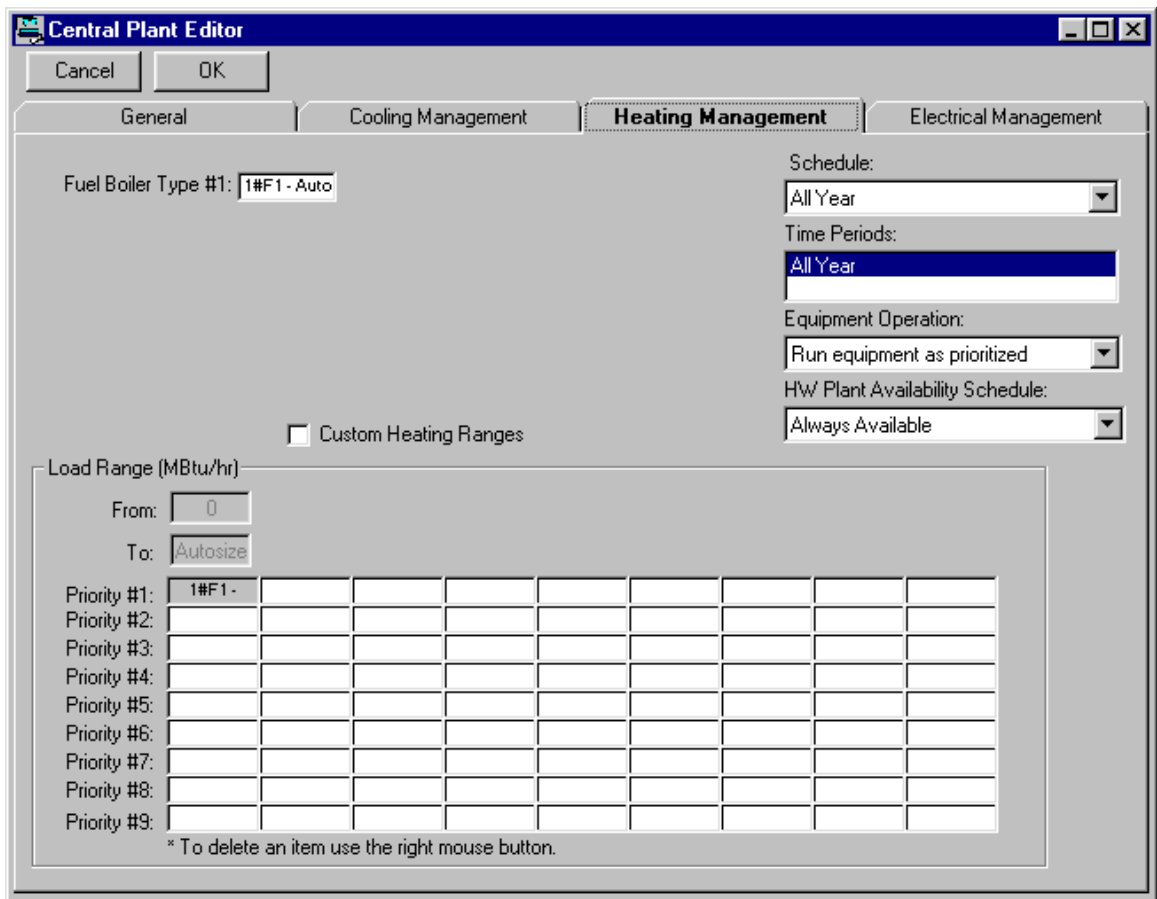 Central Plant Editor
Cancel OK
General Cooling Management Heating Management Electrical Management
Fuel Boiler Type #1: 1#F1 - Auto
Schedule:
All Year
Time Periods:
All Year
Equipment Operation:
Run equipment as prioritized
HW Plant Availability Schedule:
Always Available
Custom Heating Ranges
Load Range (MBtu/hr)
From: 0
To: Autosize
Priority #1: 1#F1 -
Priority #2:
Priority #3:
Priority #4:
Priority #5:
Priority #6:
Priority #7:
Priority #8:
Priority #9:
* To delete an item use the right mouse button.